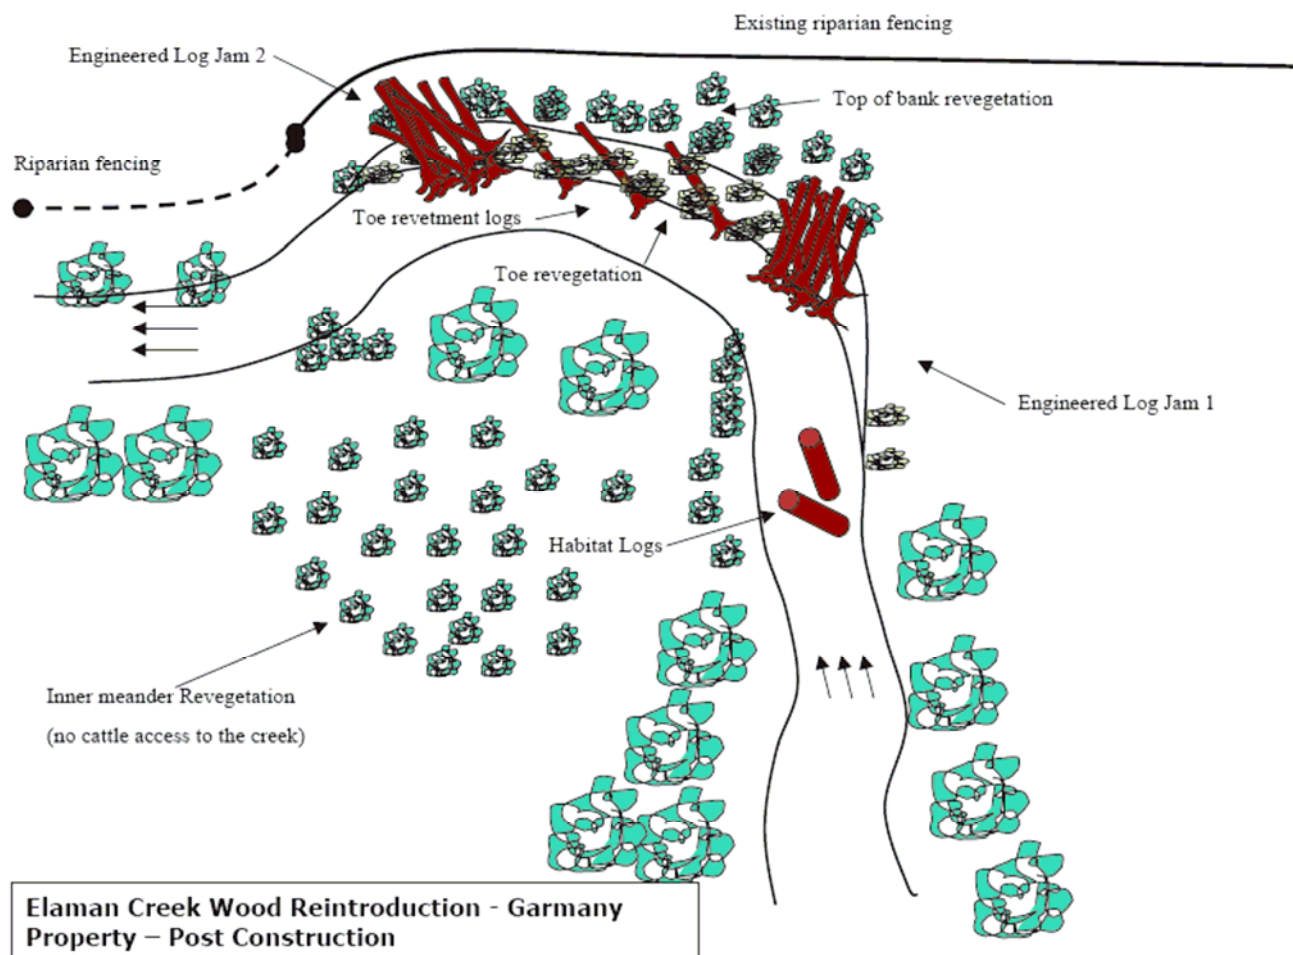 Existing riparian fencing
Engineered Log Jam 2
Top of bank revegetation
Riparian fencing
Toe revetment logs
Toe revegetation
Engineered Log Jam 1
Habitat Logs
Inner meander Revegetation
(no cattle access to the creek)
Elaman Creek Wood Reintroduction - Garmany
Property – Post Construction